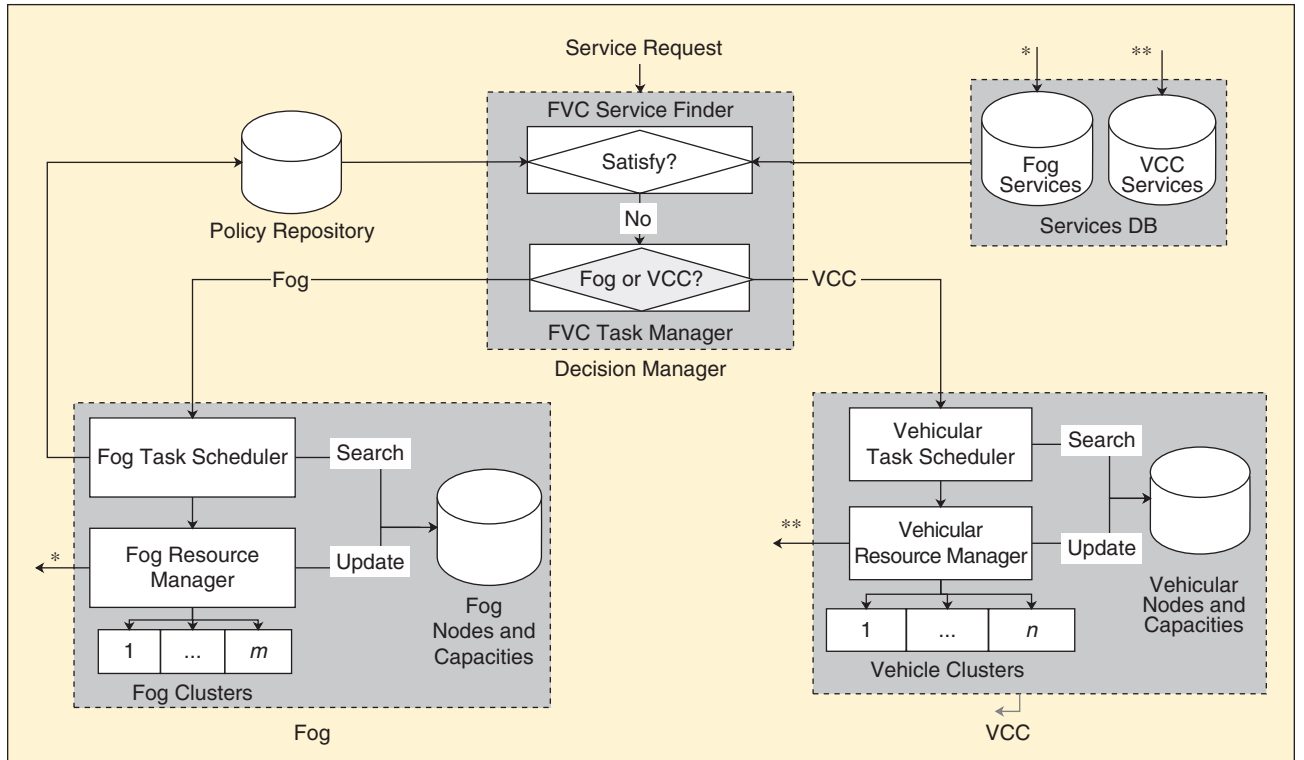 Service Request
*
**
FVC Service Finder
Satisfy?
Fog
Services
VCC
Services
Services DB
Policy Repository
No
Fog
Fog or VCC?
VCC
FVC Task Manager
Decision Manager
Fog Task Scheduler
Search
Vehicular
Task Scheduler
Search
*
Fog Resource
Manager
Update
**
Vehicular
Resource Manager
Update
Fog
Nodes and
Capacities
Vehicular
Nodes and
Capacities
1
...
m
Fog Clusters
1
...
n
Vehicle Clusters
Fog
VCC